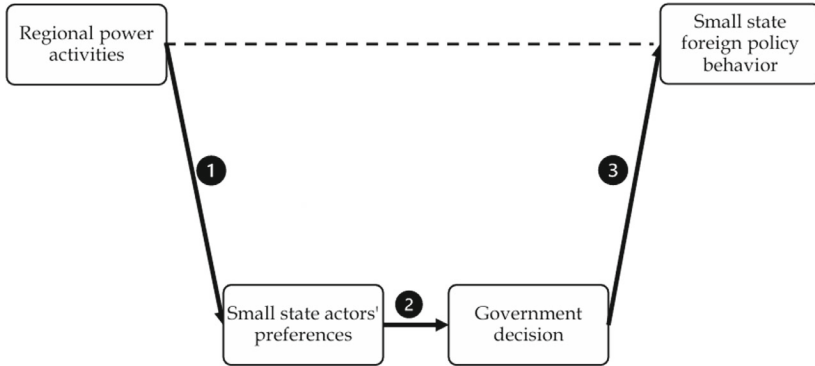 Regional power
activities
Small state
foreign policy
behavior
1
3
2
Small state actors'
preferences
Government
decision